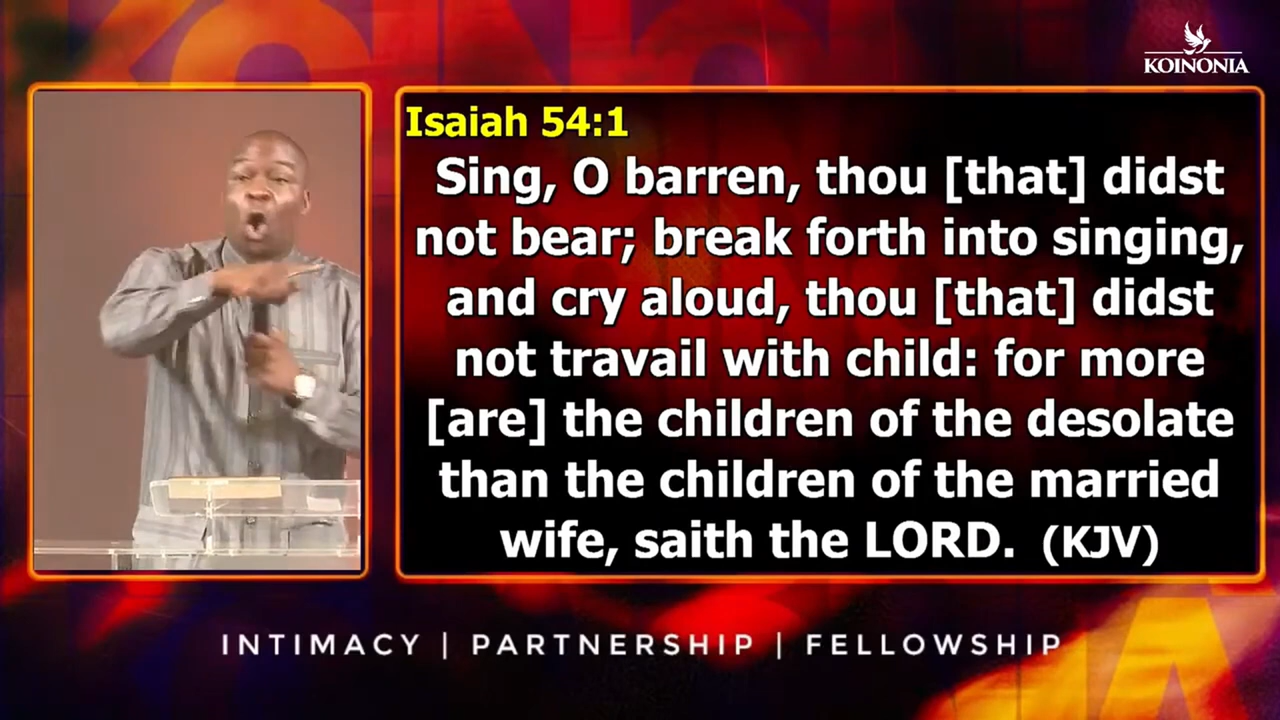 KOINONIA
Isaiah 54:1
Sing, O barren, thou [that] didst
not bear; break forth into singing,
and cry aloud, thou [that] didst
not travail with child: for more
[are] the children of the desolate
than the children of the married
wife, saith the LORD. (KJV)
INTIMACY | PARTNERSHIP | FELLOWSHIP